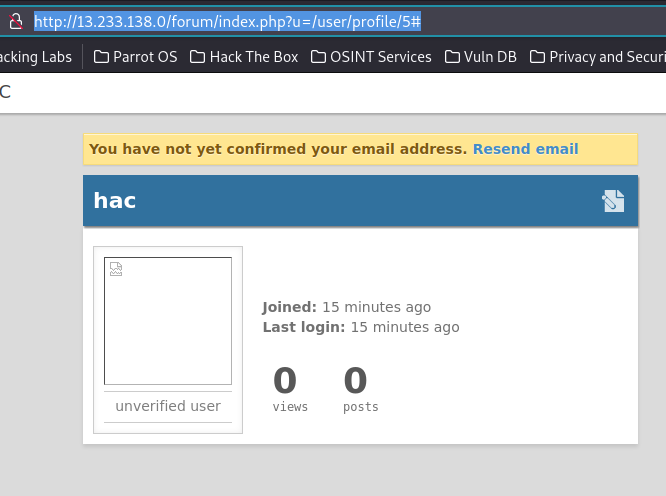 http://13.233.138.0/forum/index.php?u=/user/profile/5#
acking Labs Parrot OS Hack The Box OSINT Services Vuln DB Privacy and Securi
C
You have not yet confirmed your email address. Resend email
hac
Joined: 15 minutes ago
Last login: 15 minutes ago
0 0
views posts
unverified user